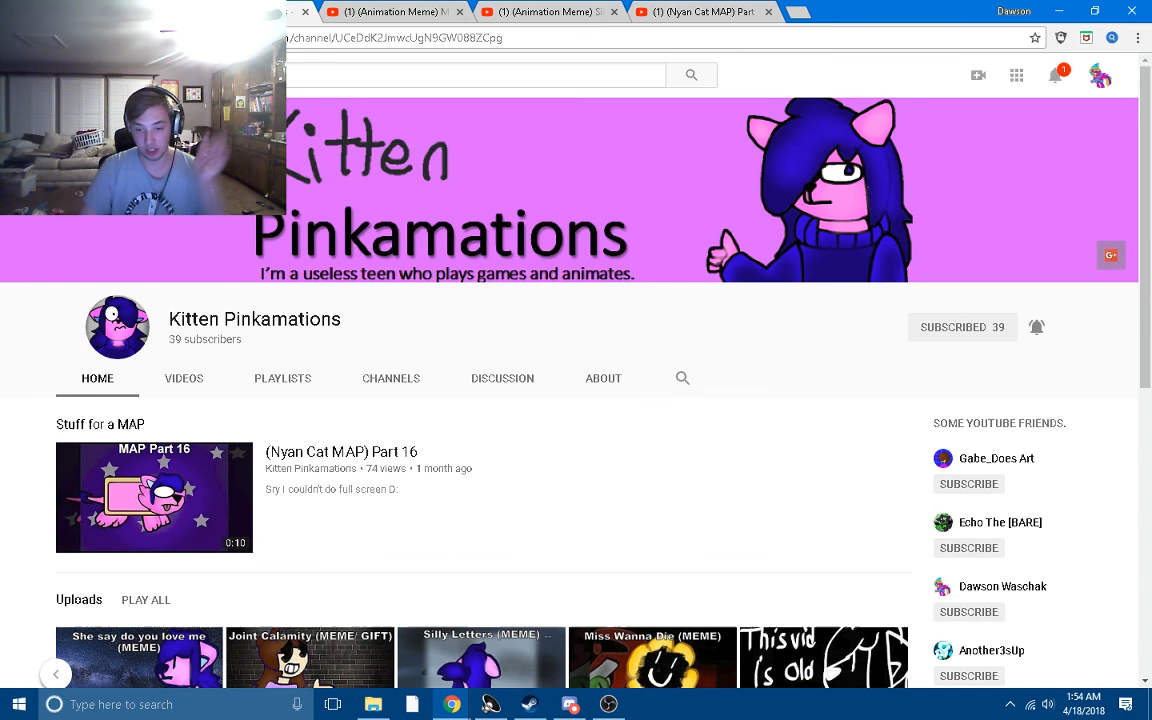 (1) (Animation Meme) M
(1) (Animation Meme) Si
(1) (Nyan Cat MAP) Part
Dawson
/channel/UCeDdK2JmwcUgN9GW088ZCpg
1
Kitten
Pinkamations
I'm a useless teen who plays games and animates.
G+
Kitten Pinkamations
39 subscribers
SUBSCRIBED 39
HOME VIDEOS PLAYLISTS CHANNELS DISCUSSION ABOUT
Stuff for a MAP
MAP Part 16
0:10
(Nyan Cat MAP) Part 16
Kitten Pinkamations • 74 views • 1 month ago
Sry I couldn't do full screen D:
SOME YOUTUBE FRIENDS.
Gabe_Does Art
SUBSCRIBE
Echo The [BARE]
SUBSCRIBE
Dawson Waschak
SUBSCRIBE
Another3sUp
SUBSCRIBE
Uploads PLAY ALL
She say do you love me
(MEME)
Joint Calamity (MEME/ GIFT)
Silly Letters (MEME) ...
Miss Wanna Die (MEME)
This vid
Is Old
Type here to search
1:54 AM
4/18/2018